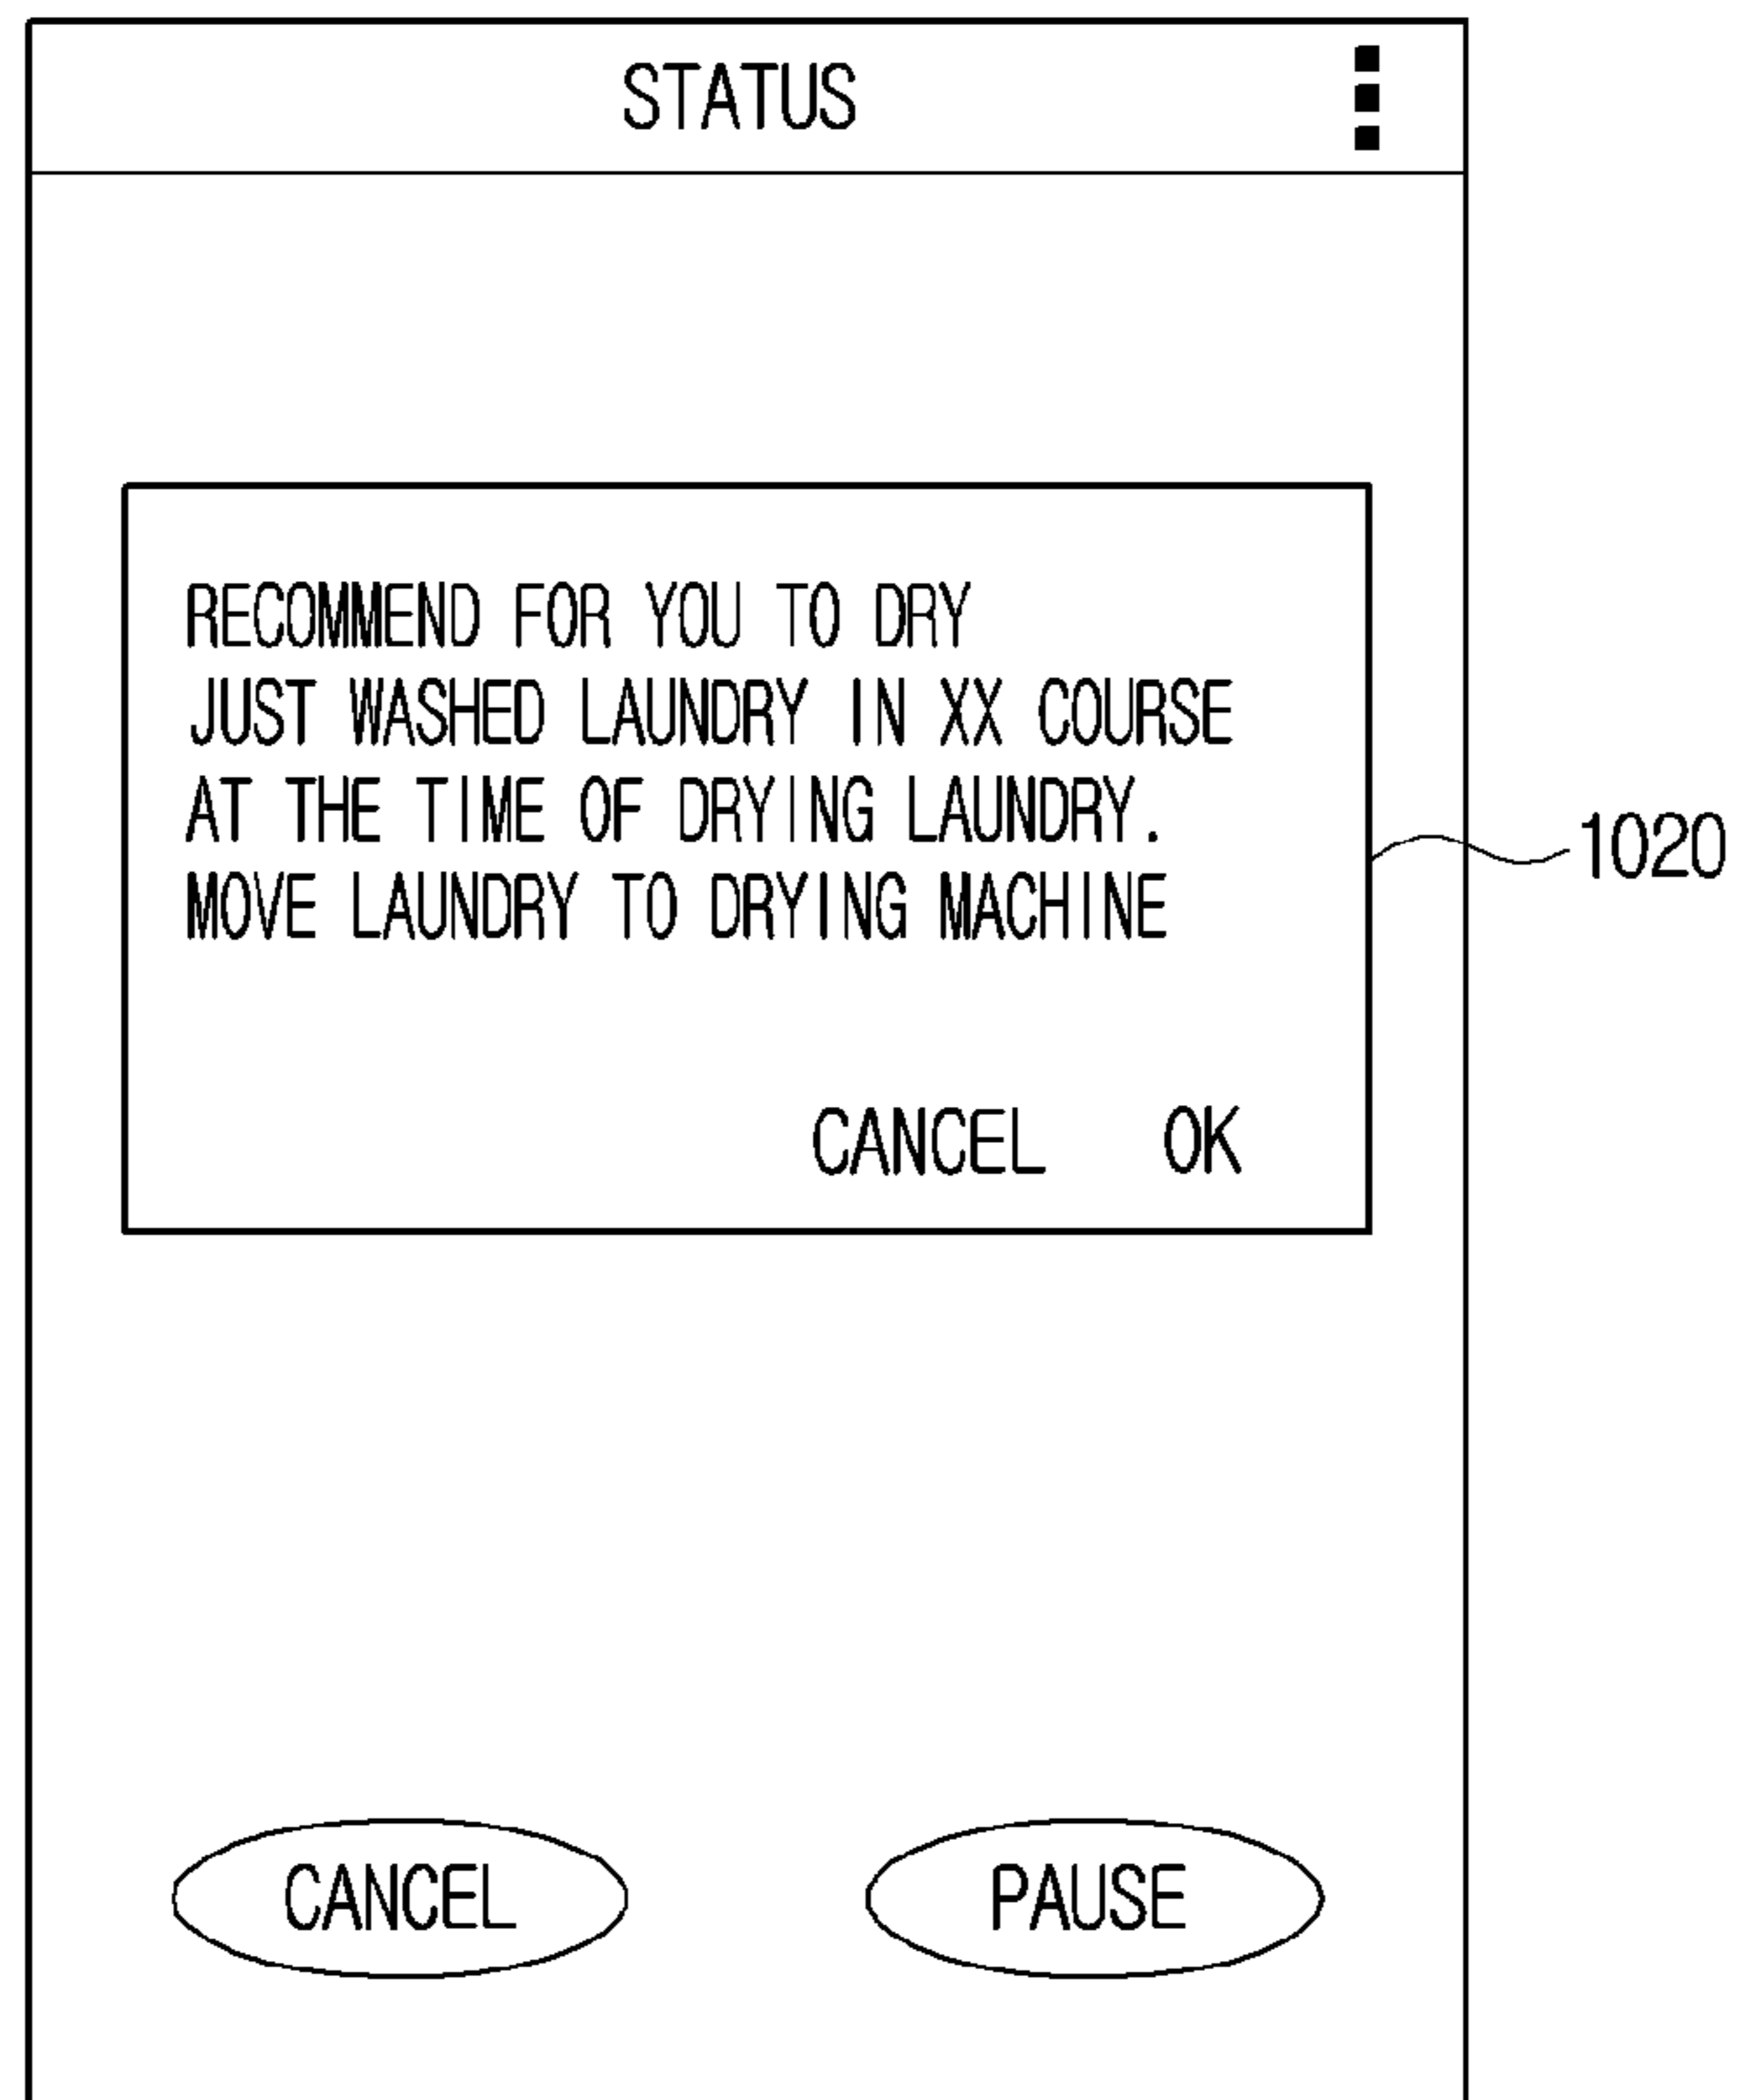 STATUS
RECOMMEND FOR YOU TO DRY
JUST WASHED LAUNDRY IN XX COURSE
AT THE TIME OF DRYING LAUNDRY.
MOVE LAUNDRY TO DRYING MACHINE
1020
CANCEL OK
CANCEL PAUSE